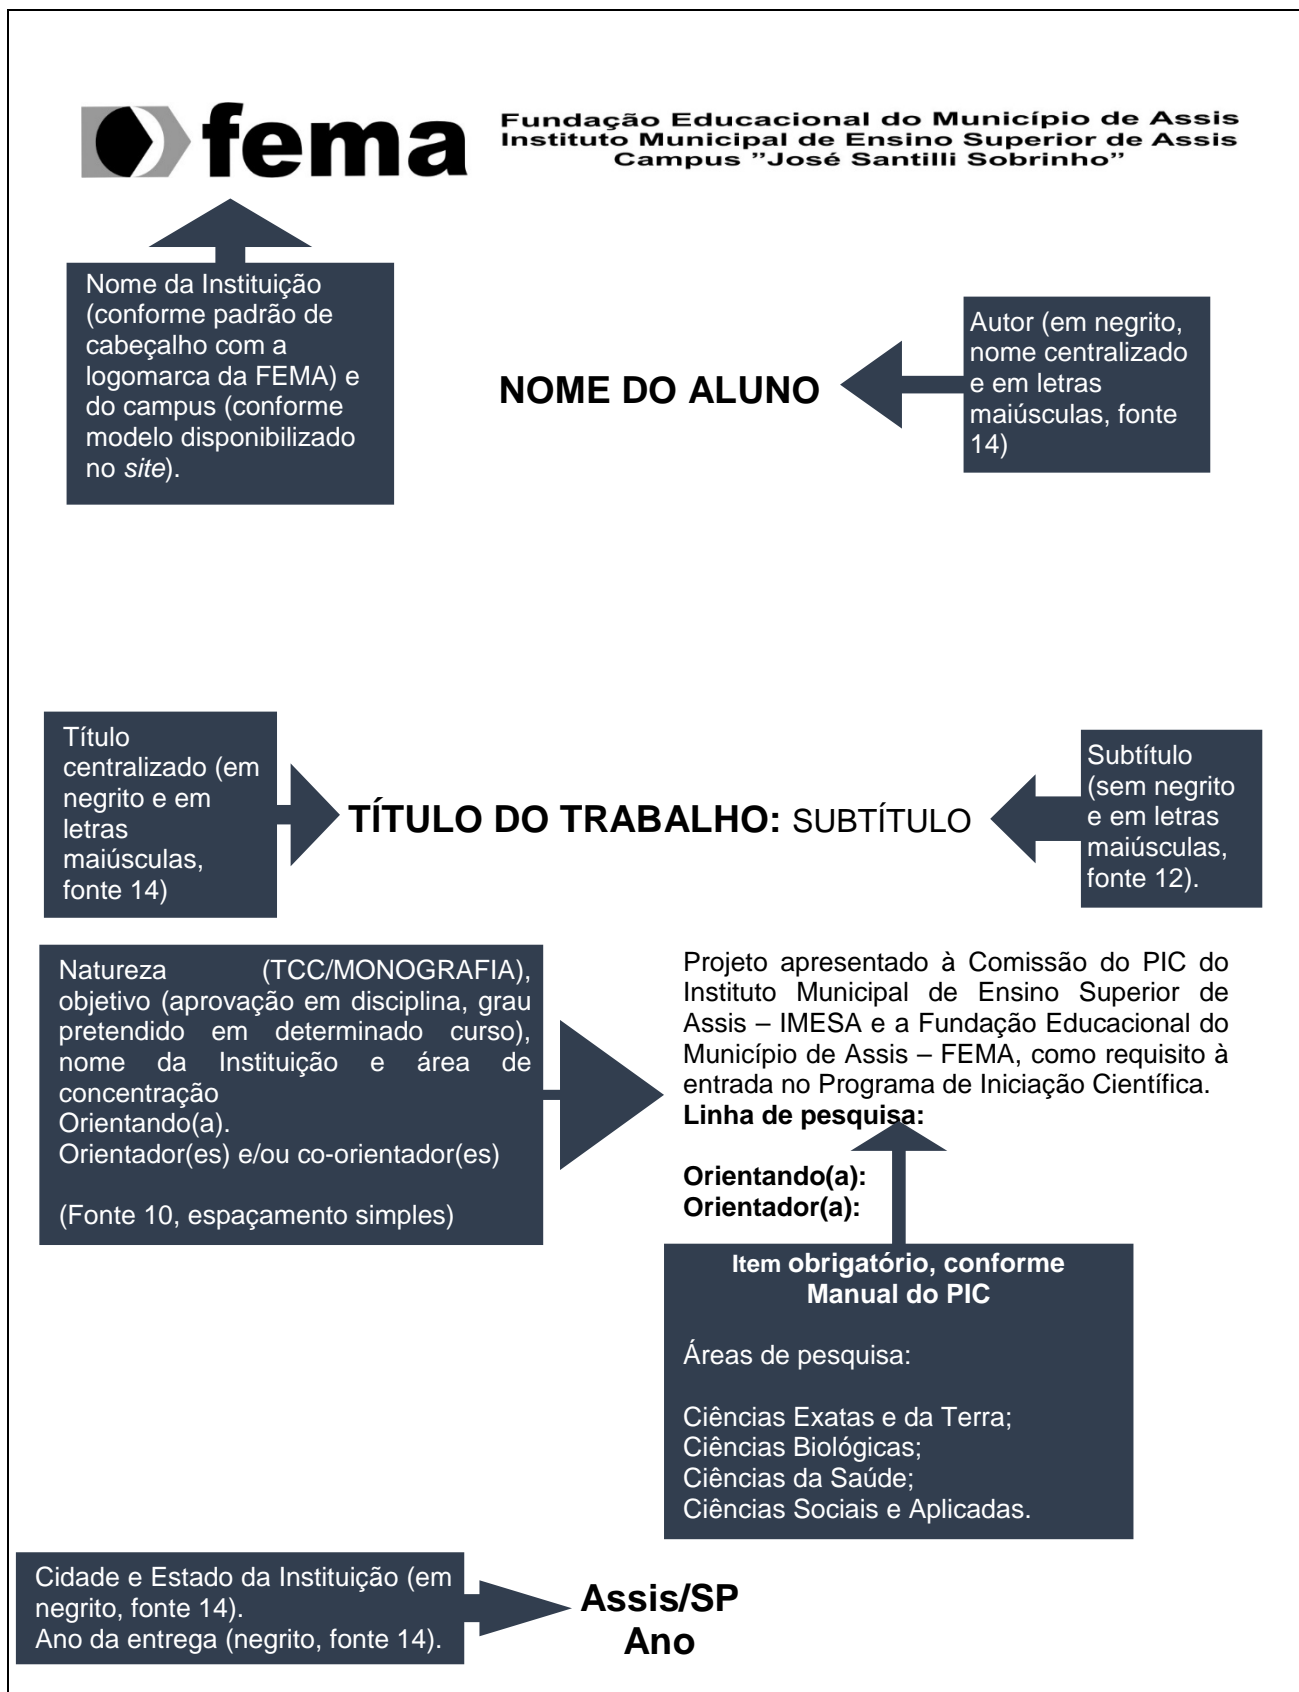 fema
Fundação Educacional do Município de Assis
Instituto Municipal de Ensino Superior de Assis
Campus "José Santilli Sobrinho"
Nome da Instituição
(conforme padrão de
cabeçalho com a
logomarca da FEMA) e
do campus (conforme
modelo disponibilizado
no site).
NOME DO ALUNO
Autor (em negrito,
nome centralizado
e em letras
maiúsculas, fonte
14)
Título
centralizado (em
negrito e em
letras
maiúsculas,
fonte 14)
TÍTULO DO TRABALHO: SUBTÍTULO
Subtítulo
(sem negrito
e em letras
maiúsculas,
fonte 12).
Natureza (TCC/MONOGRAFIA),
objetivo (aprovação em disciplina, grau
pretendido em determinado curso),
nome da Instituição e área de
concentração
Orientando(a).
Orientador(es) e/ou co-orientador(es)
(Fonte 10, espaçamento simples)
Projeto apresentado à Comissão do PIC do
Instituto Municipal de Ensino Superior de
Assis – IMESA e a Fundação Educacional do
Município de Assis – FEMA, como requisito à
entrada no Programa de Iniciação Científica.
Linha de pesquisa:
Orientando(a):
Orientador(a):
Item obrigatório, conforme
Manual do PIC
Áreas de pesquisa:
Ciências Exatas e da Terra;
Ciências Biológicas;
Ciências da Saúde;
Ciências Sociais e Aplicadas.
Cidade e Estado da Instituição (em
negrito, fonte 14).
Ano da entrega (negrito, fonte 14).
Assis/SP
Ano